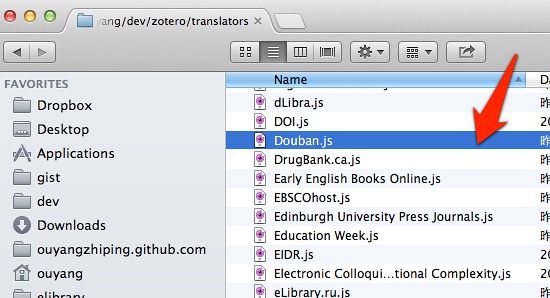 ouyang/dev/zotero/translators
FAVORITES
Dropbox
Desktop
Applications
gist
dev
Downloads
ouyangzhiping.github.com
ouyang
elibrary
Name
dLibra.js
DOI.js
Douban.js
DrugBank.ca.js
Early English Books Online.js
EBSCOhost.js
Edinburgh University Press Journals.js
Education Week.js
EIDR.js
Electronic Colloqui...tional Complexity.js
eLibrary.ru.js
Da
昨
20
昨
昨
昨
昨
20
昨
昨
20
昨